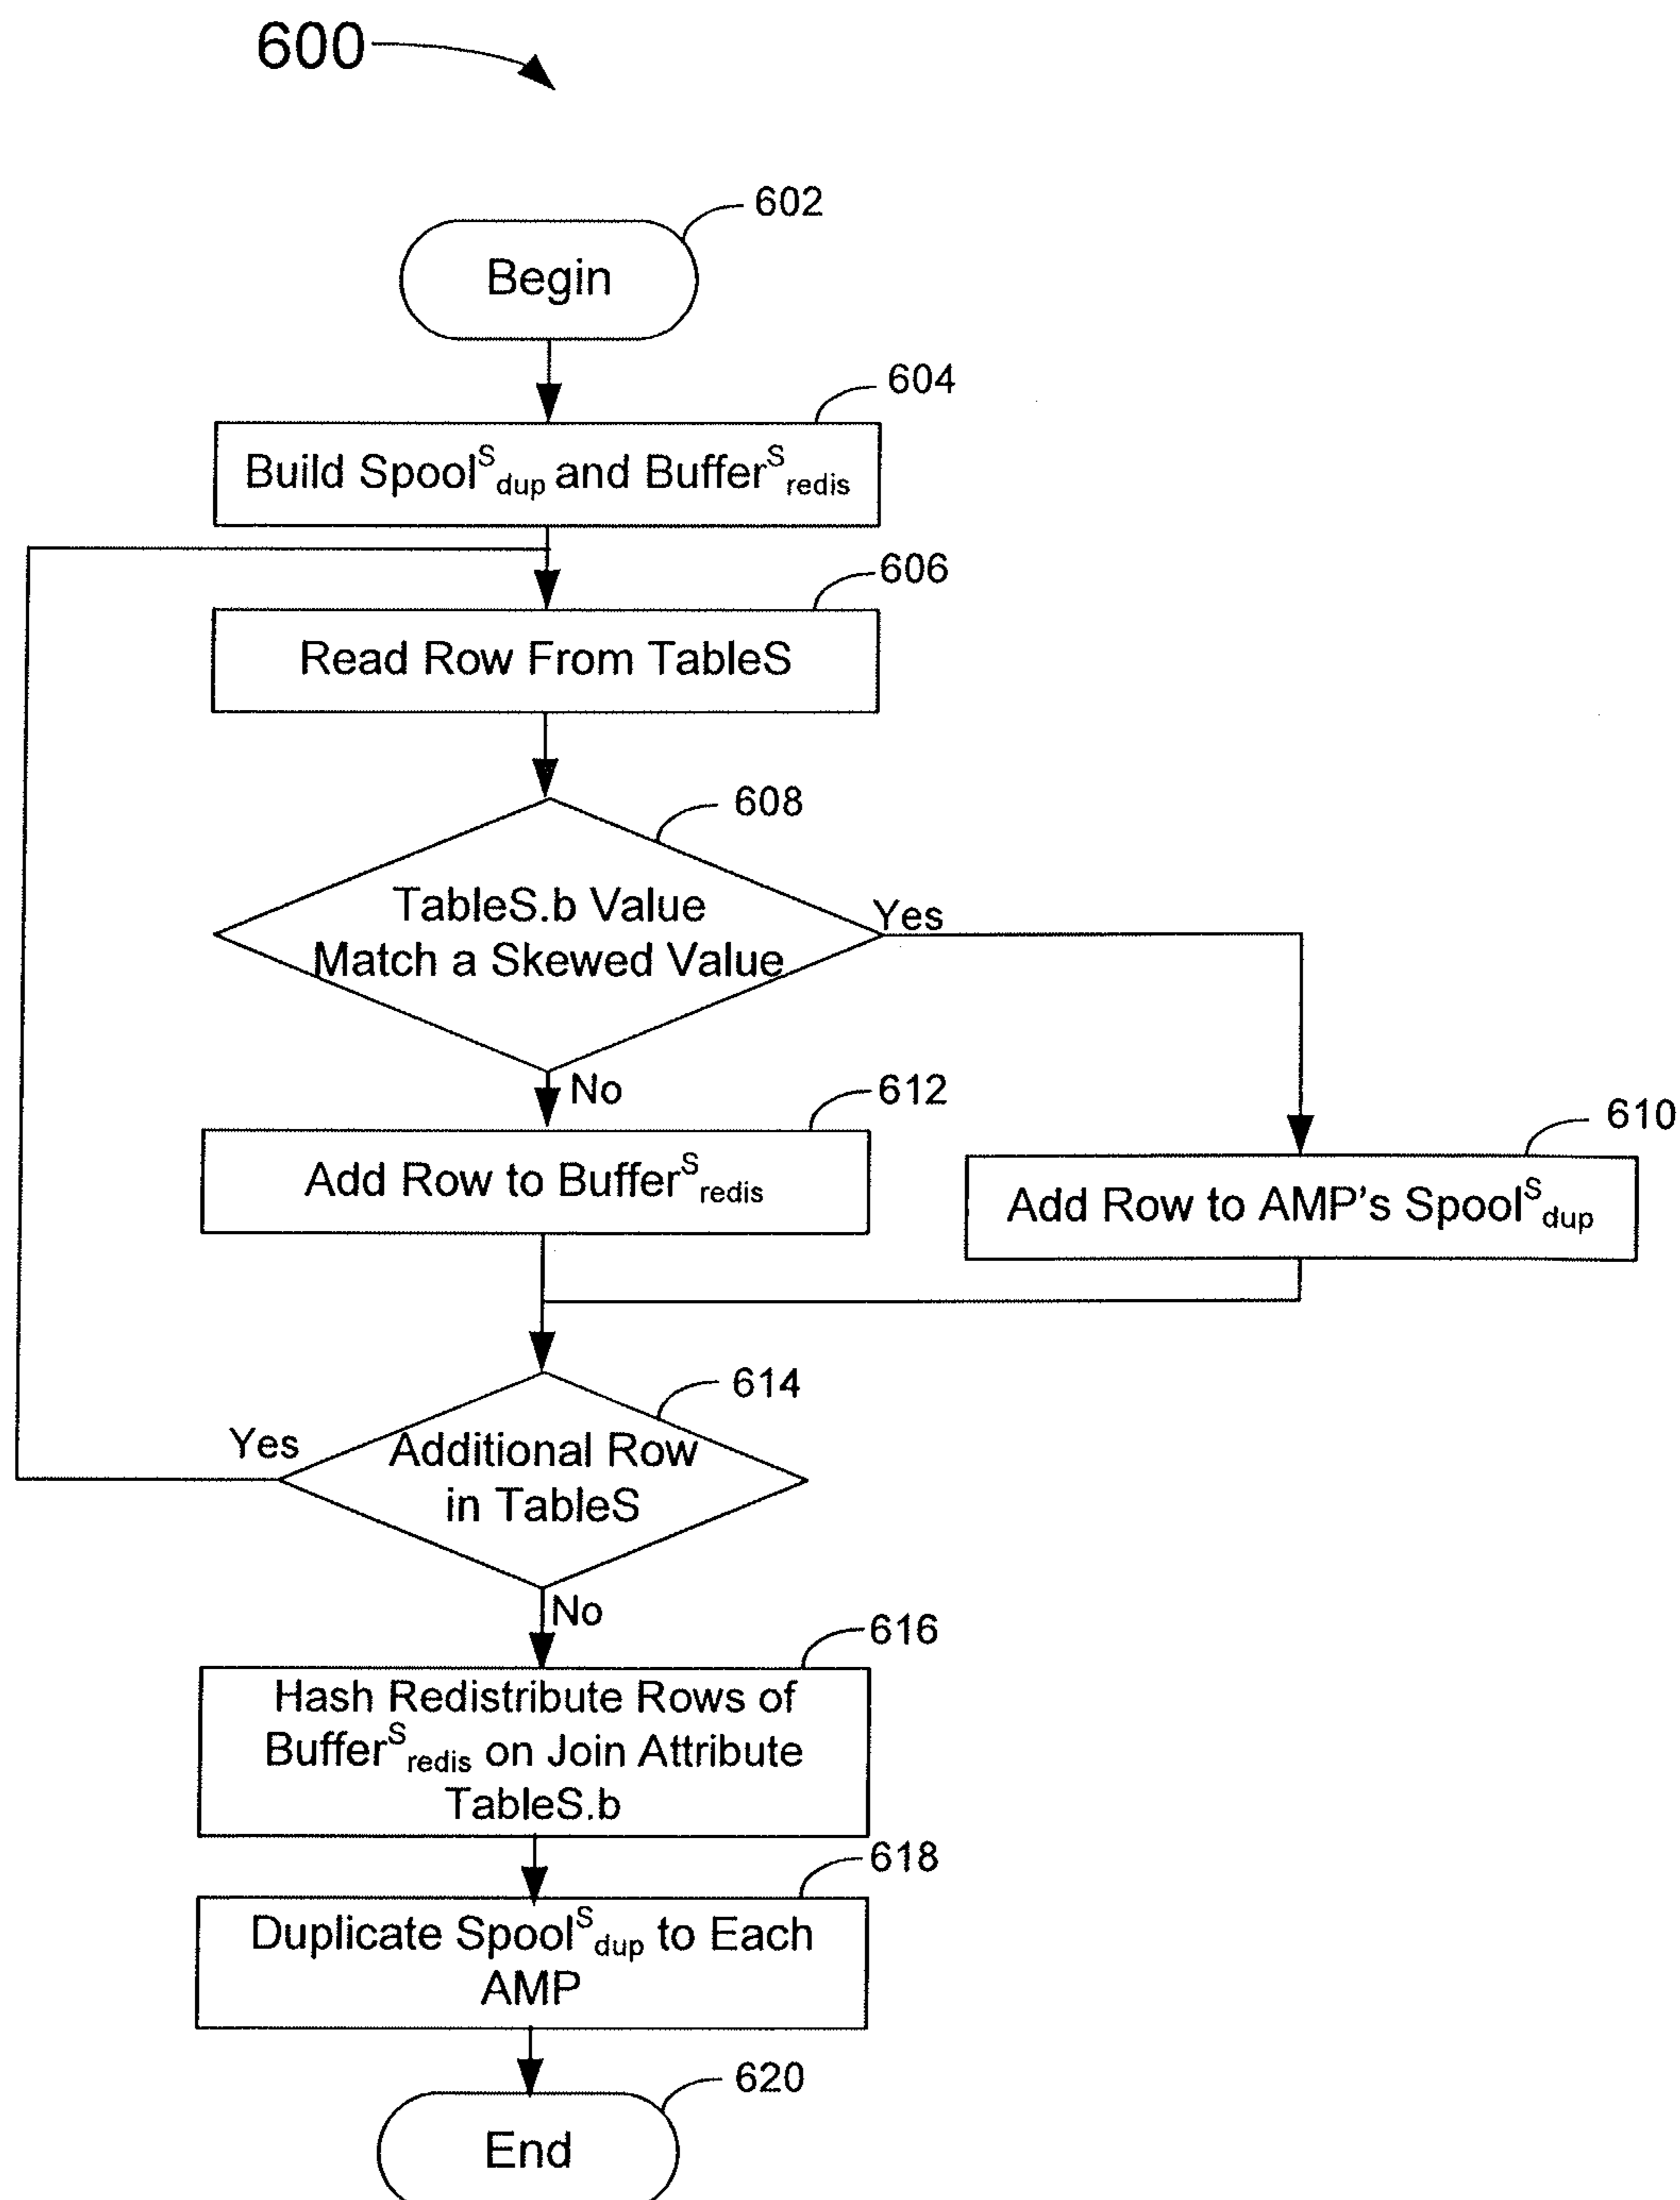 600
602
Begin
604
Build Spool^S_dup and Buffer^S_redis
606
Read Row From TableS
608
TableS.b Value
Match a Skewed Value
Yes
No
612
Add Row to Buffer^S_redis
610
Add Row to AMP's Spool^S_dup
614
Yes
Additional Row
in TableS
No
616
Hash Redistribute Rows of
Buffer^S_redis on Join Attribute
TableS.b
618
Duplicate Spool^S_dup to Each
AMP
620
End